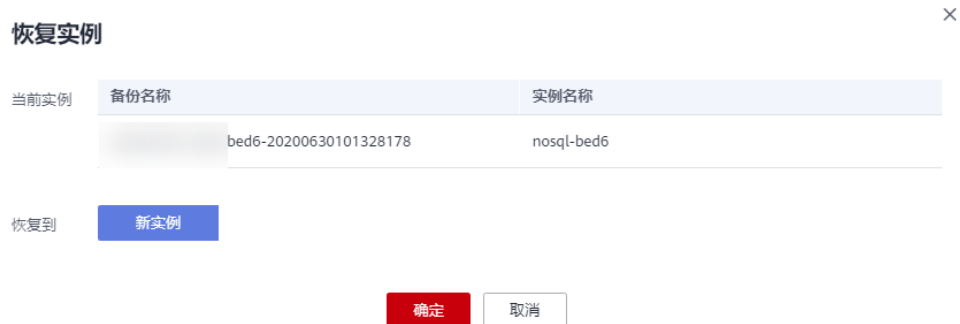 恢复实例
当前实例 备份名称 实例名称
bed6-20200630101328178 nosql-bed6
恢复到 新实例
确定 取消